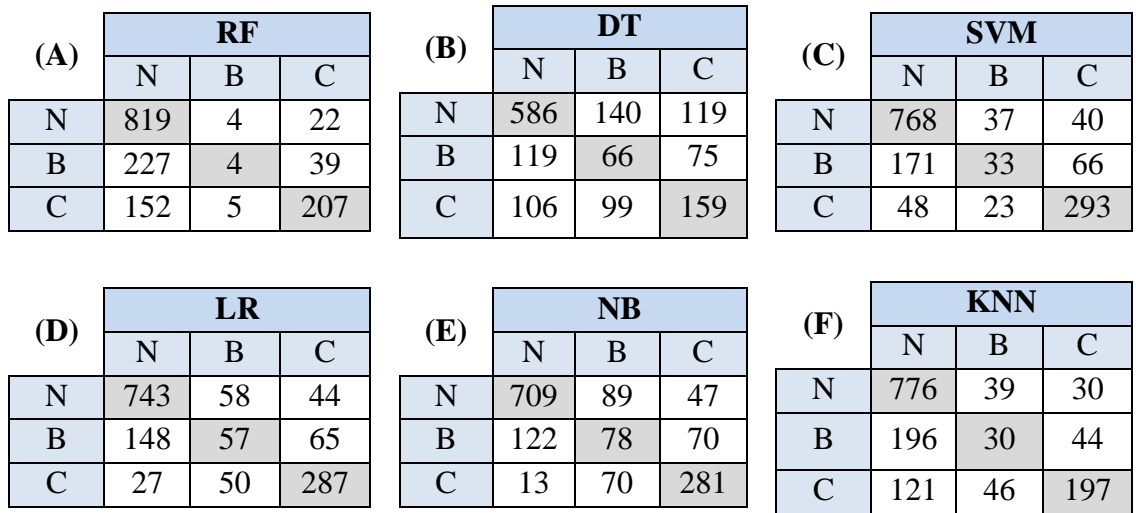 (A) RF
N B C
N 819 4 22
B 227 4 39
C 152 5 207
(B) DT
N B C
N 586 140 119
B 119 66 75
C 106 99 159
(C) SVM
N B C
N 768 37 40
B 171 33 66
C 48 23 293
(D) LR
N B C
N 743 58 44
B 148 57 65
C 27 50 287
(E) NB
N B C
N 709 89 47
B 122 78 70
C 13 70 281
(F) KNN
N B C
N 776 39 30
B 196 30 44
C 121 46 197